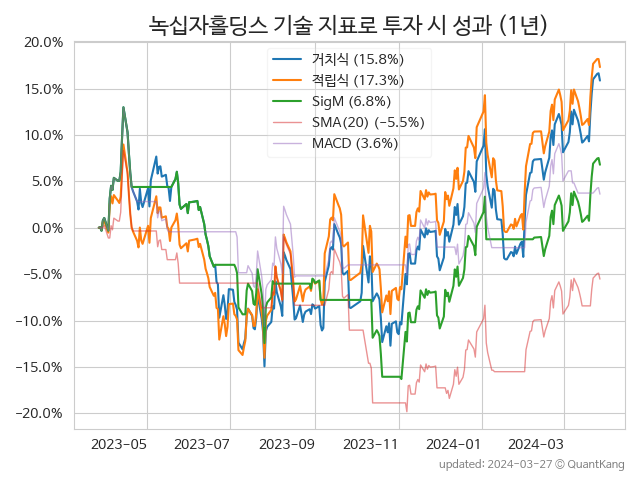 녹십자홀딩스 기술 지표로 투자 시 성과 (1년)
거치식 (15.8%)
적립식 (17.3%)
SigM (6.8%)
SMA(20) (−5.5%)
MACD (3.6%)
20.0%
15.0%
10.0%
5.0%
0.0%
−5.0%
−10.0%
−15.0%
−20.0%
2023-05 2023-07 2023-09 2023-11 2024-01 2024-03
updated: 2024-03-27 © QuantKang